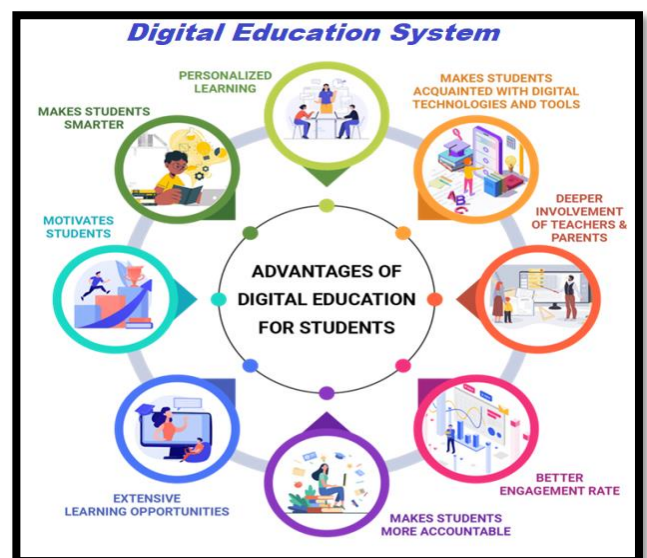 Digital Education System
PERSONALIZED
LEARNING
MAKES STUDENTS
ACQUAINTED WITH DIGITAL
TECHNOLOGIES AND TOOLS
DEEPER
INVOLVEMENT
OF TEACHERS &
PARENTS
BETTER
ENGAGEMENT RATE
MAKES STUDENTS
MORE ACCOUNTABLE
EXTENSIVE
LEARNING OPPORTUNITIES
MOTIVATES
STUDENTS
MAKES STUDENTS
SMARTER
ADVANTAGES OF
DIGITAL EDUCATION
FOR STUDENTS
A
B
C